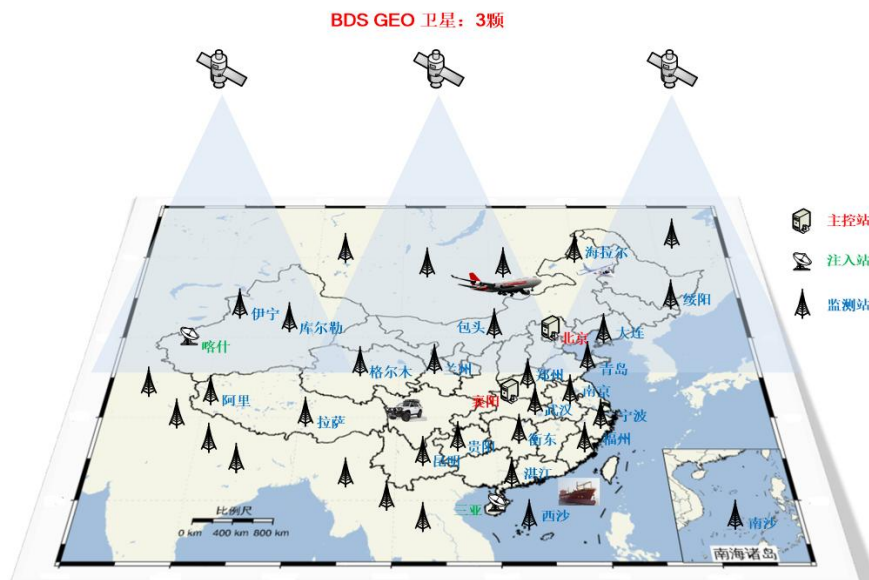 BDS GEO 卫星：3颗
主控站
注入站
监测站
海拉尔
绥阳
伊宁
库尔勒
包头
北京
大连
喀什
格尔木
兰州
郑州
青岛
阿里
拉萨
襄阳
武汉
南京
宁波
昆明
贵阳
衡东
福州
湛江
三亚
西沙
南沙
比例尺
0 km 400 km 800 km
南海诸岛